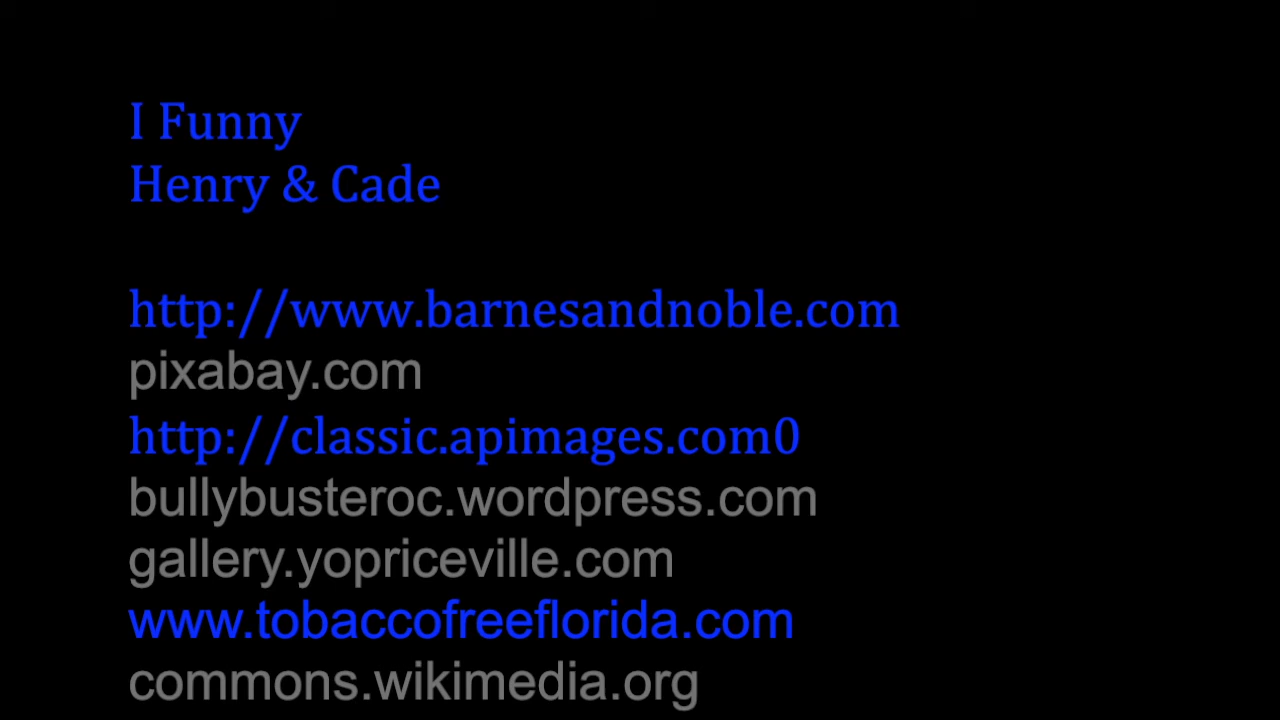 I Funny
Henry & Cade
http://www.barnesandnoble.com
pixabay.com
http://classic.apimages.com0
bullybusteroc.wordpress.com
gallery.yopriceville.com
www.tobaccofreeflorida.com
commons.wikimedia.org